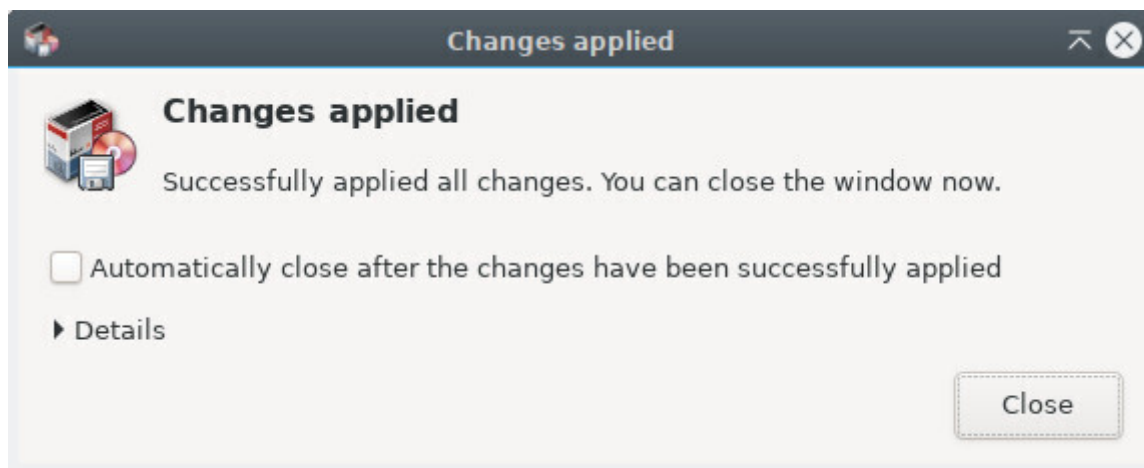 Changes applied
Changes applied
Successfully applied all changes. You can close the window now.
Automatically close after the changes have been successfully applied
Details
Close